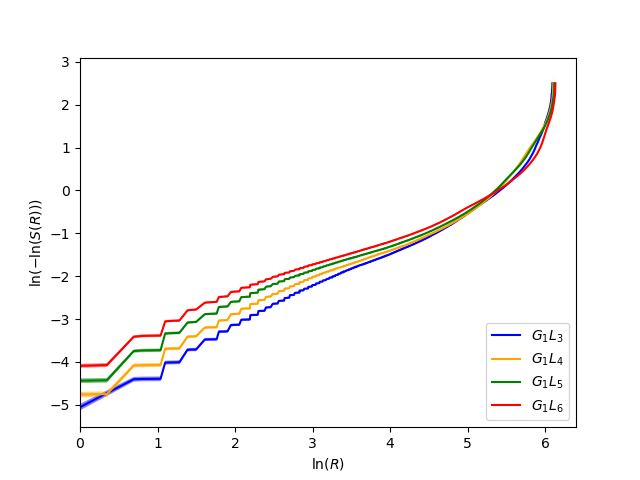 3
2
1
0
−1
−2
−3
−4
−5
ln(−ln(S(R)))
0 1 2 3 4 5 6
ln(R)
G₁L₃
G₁L₄
G₁L₅
G₁L₆